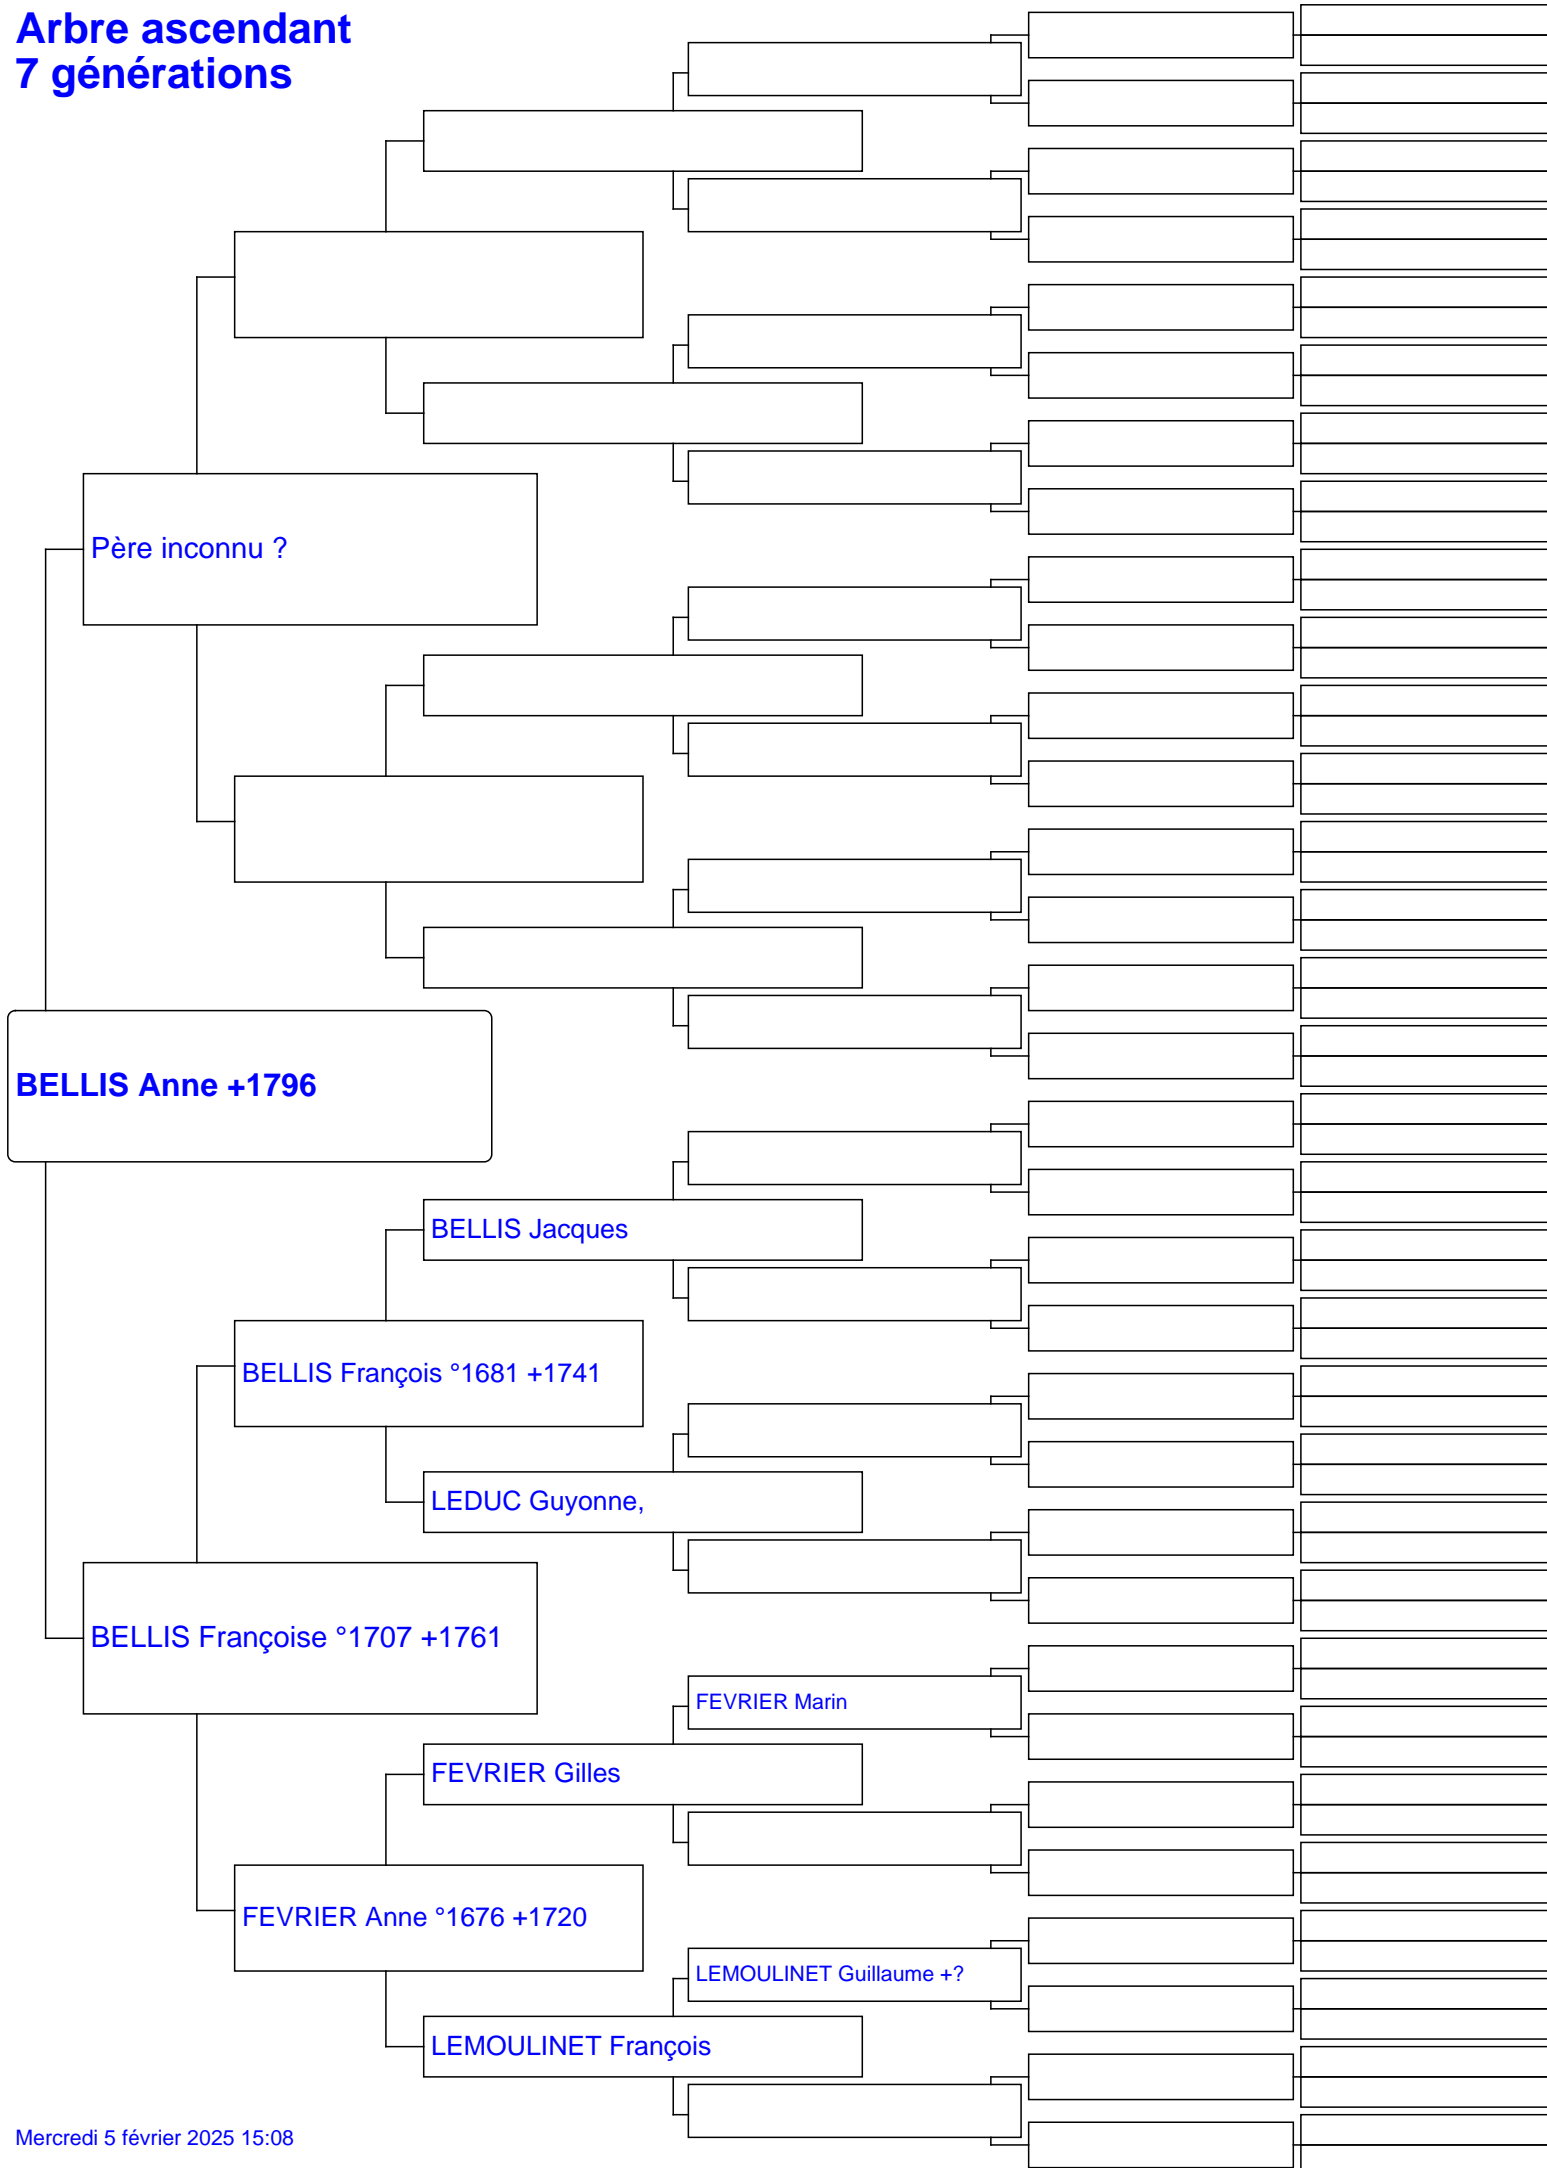 Arbre ascendant
7 générations
Père inconnu ?
BELLIS Anne +1796
BELLIS Jacques
BELLIS François °1681 +1741
LEDUC Guyonne,
BELLIS Françoise °1707 +1761
FEVRIER Marin
FEVRIER Gilles
FEVRIER Anne °1676 +1720
LEMOULINET Guillaume +?
LEMOULINET François
Mercredi 5 février 2025 15:08